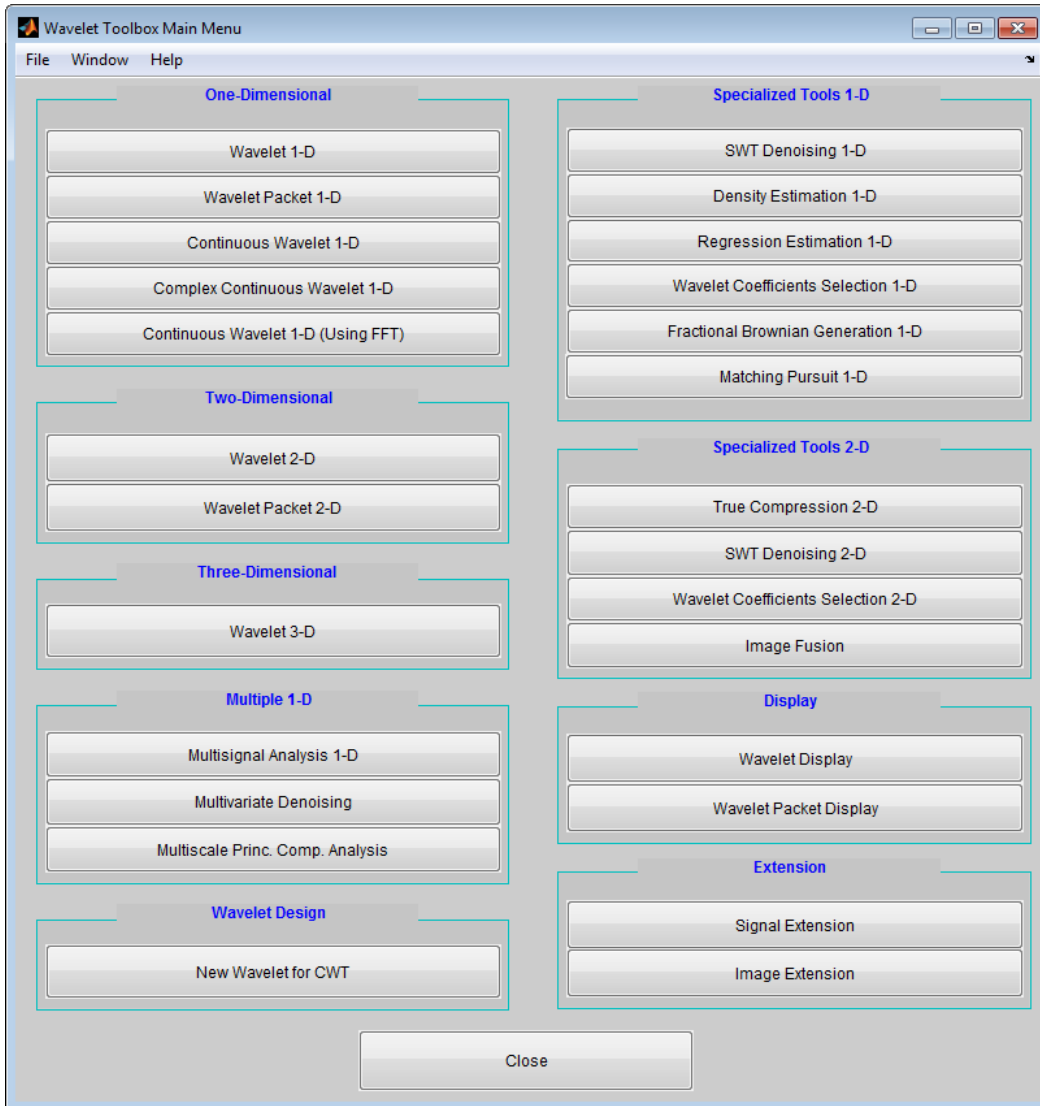 Wavelet Toolbox Main Menu
File Window Help
One-Dimensional
Wavelet 1-D
Wavelet Packet 1-D
Continuous Wavelet 1-D
Complex Continuous Wavelet 1-D
Continuous Wavelet 1-D (Using FFT)
Two-Dimensional
Wavelet 2-D
Wavelet Packet 2-D
Three-Dimensional
Wavelet 3-D
Multiple 1-D
Multisignal Analysis 1-D
Multivariate Denoising
Multiscale Princ. Comp. Analysis
Wavelet Design
New Wavelet for CWT
Specialized Tools 1-D
SWT Denoising 1-D
Density Estimation 1-D
Regression Estimation 1-D
Wavelet Coefficients Selection 1-D
Fractional Brownian Generation 1-D
Matching Pursuit 1-D
Specialized Tools 2-D
True Compression 2-D
SWT Denoising 2-D
Wavelet Coefficients Selection 2-D
Image Fusion
Display
Wavelet Display
Wavelet Packet Display
Extension
Signal Extension
Image Extension
Close